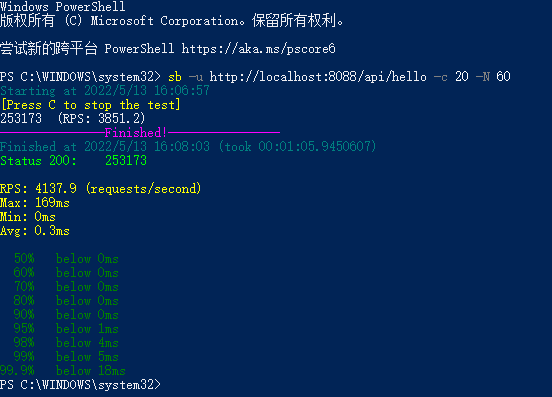 Windows PowerShell
版权所有 (C) Microsoft Corporation。保留所有权利。
尝试新的跨平台 PowerShell https://aka.ms/pscore6
PS C:\WINDOWS\system32> sb -u http://localhost:8088/api/hello -c 20 -N 60
Starting at 2022/5/13 16:06:57
[Press C to stop the test]
253173  (RPS: 3851.2)
---------------Finished!----------------
Finished at 2022/5/13 16:08:03 (took 00:01:05.9450607)
Status 200:    253173
RPS: 4137.9 (requests/second)
Max: 169ms
Min: 0ms
Avg: 0.3ms
50%   below 0ms
60%   below 0ms
70%   below 0ms
80%   below 0ms
90%   below 0ms
95%   below 1ms
98%   below 4ms
99%   below 5ms
99.9%   below 18ms
PS C:\WINDOWS\system32>